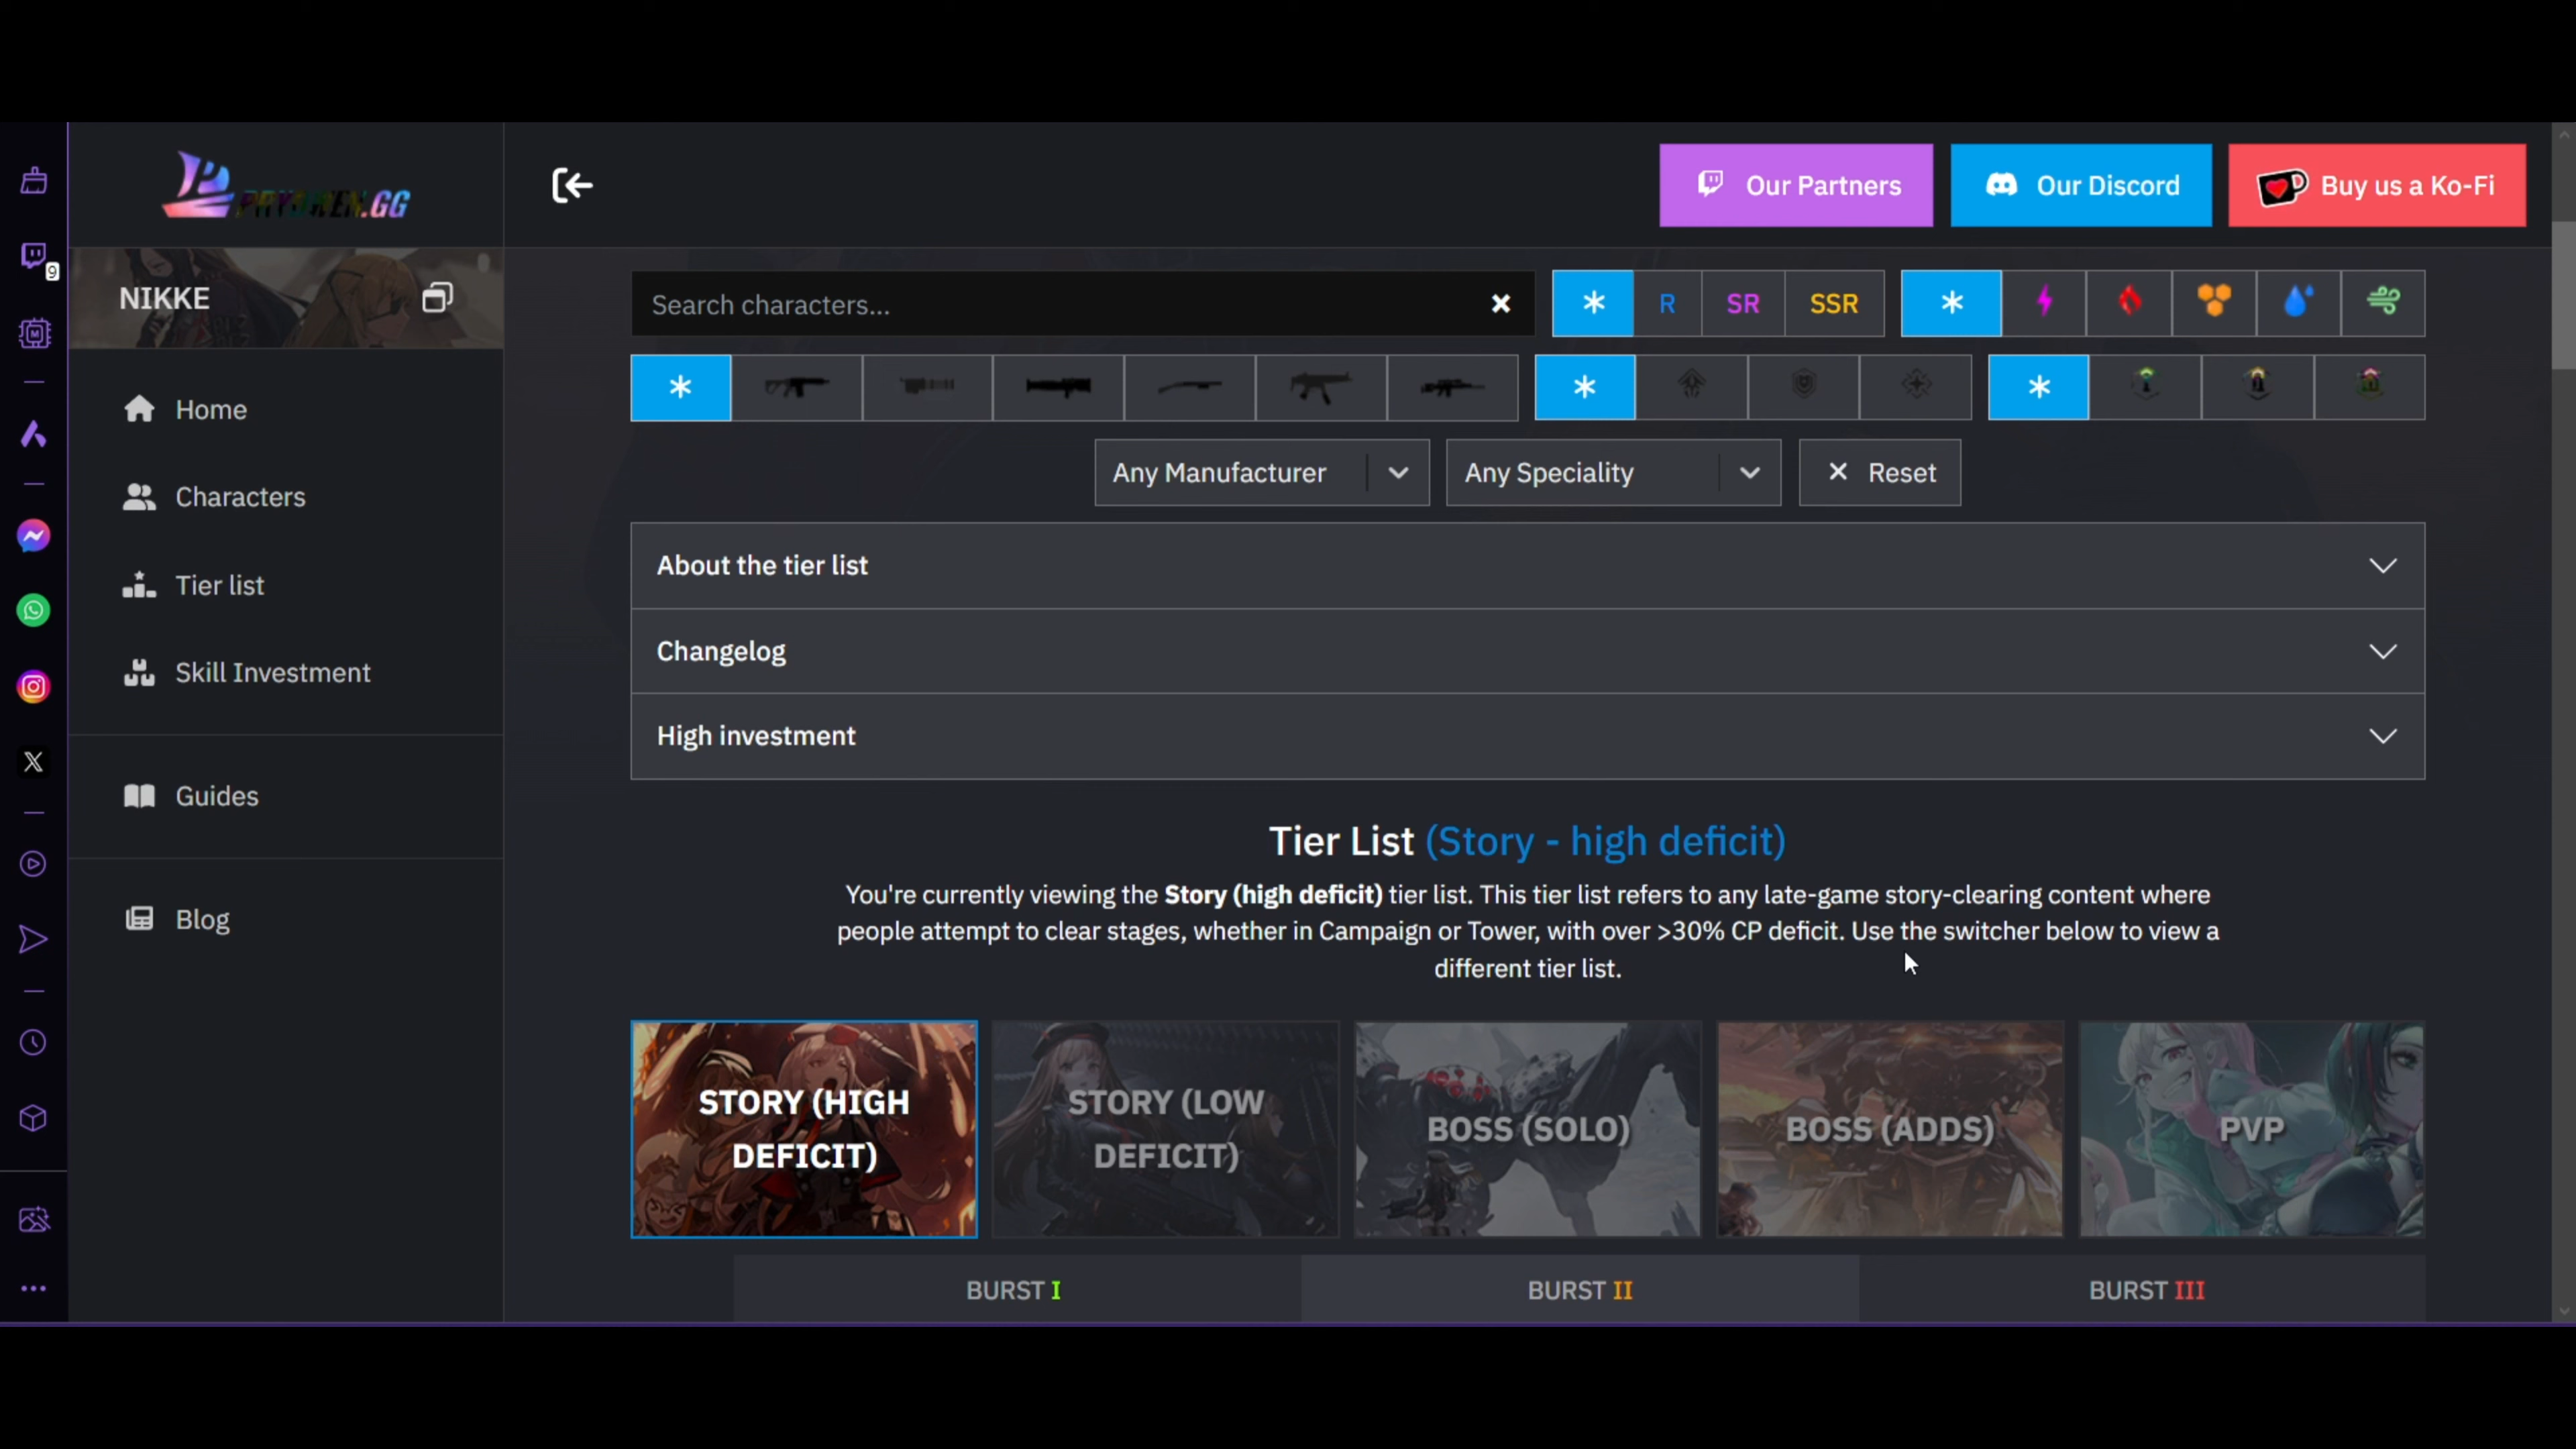 PRYDWEN.GG
Our Partners
Our Discord
Buy us a Ko-Fi
9
NIKKE
Home
Characters
Tier list
Skill Investment
Guides
Blog
Search characters...
R SR SSR
Any Manufacturer
Any Speciality
Reset
About the tier list
Changelog
High investment
Tier List (Story - high deficit)
You're currently viewing the Story (high deficit) tier list. This tier list refers to any late-game story-clearing content where
people attempt to clear stages, whether in Campaign or Tower, with over >30% CP deficit. Use the switcher below to view a
different tier list.
STORY (HIGH
DEFICIT)
STORY (LOW
DEFICIT)
BOSS (SOLO)
BOSS (ADDS)
PVP
BURST I
BURST II
BURST III